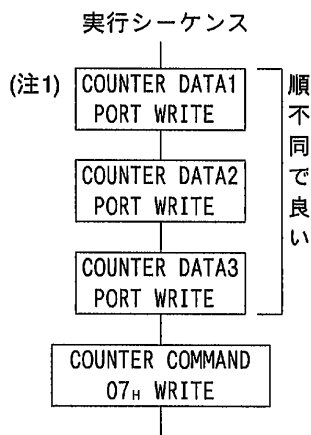 実行シーケンス
(注1)
COUNTER DATA1
PORT WRITE
順不同で良い
COUNTER DATA2
PORT WRITE
COUNTER DATA3
PORT WRITE
COUNTER COMMAND
07H WRITE